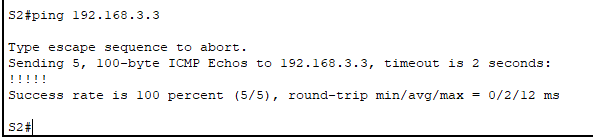 S2#ping 192.168.3.3
Type escape sequence to abort.
Sending 5, 100-byte ICMP Echos to 192.168.3.3, timeout is 2 seconds:
!!!!!
Success rate is 100 percent (5/5), round-trip min/avg/max = 0/2/12 ms
S2#